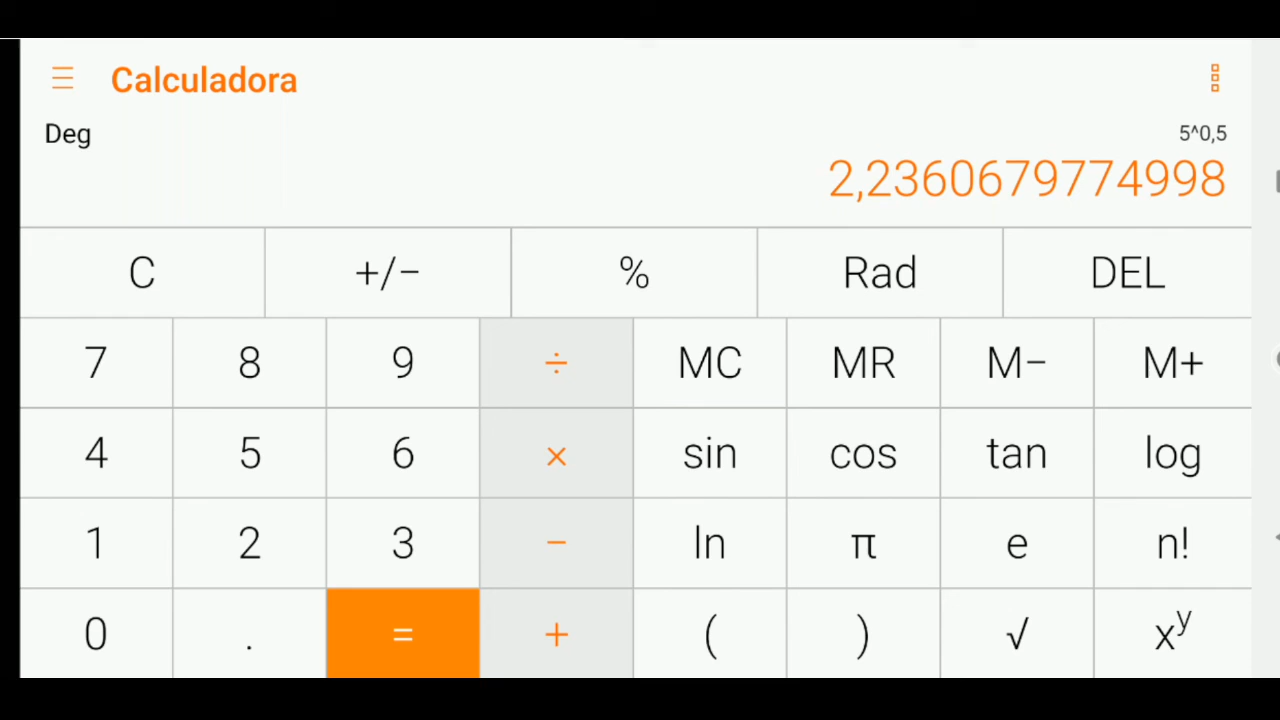 Calculadora
Deg
5^0,5
2,2360679774998
C +/− % Rad DEL
7 8 9 ÷ MC MR M− M+
4 5 6 × sin cos tan log
1 2 3 − ln π e n!
0 . = + ( ) √ xʸ